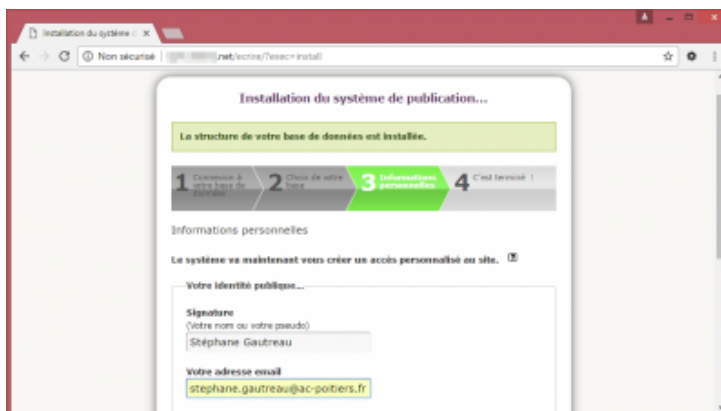 Installation du système d
Non sécurisé
.net/ecrire/?exec=install
Installation du système de publication...
La structure de votre base de données est installée.
1 Connexion à votre base de données
2 Choix de votre base
3 Informations personnelles
4 C'est terminé !
Informations personnelles
Le système va maintenant vous créer un accès personnalisé au site.
Votre identité publique...
Signature
(Votre nom ou votre pseudo)
Stéphane Gautreau
Votre adresse email
stephane.gautreau@ac-poitiers.fr